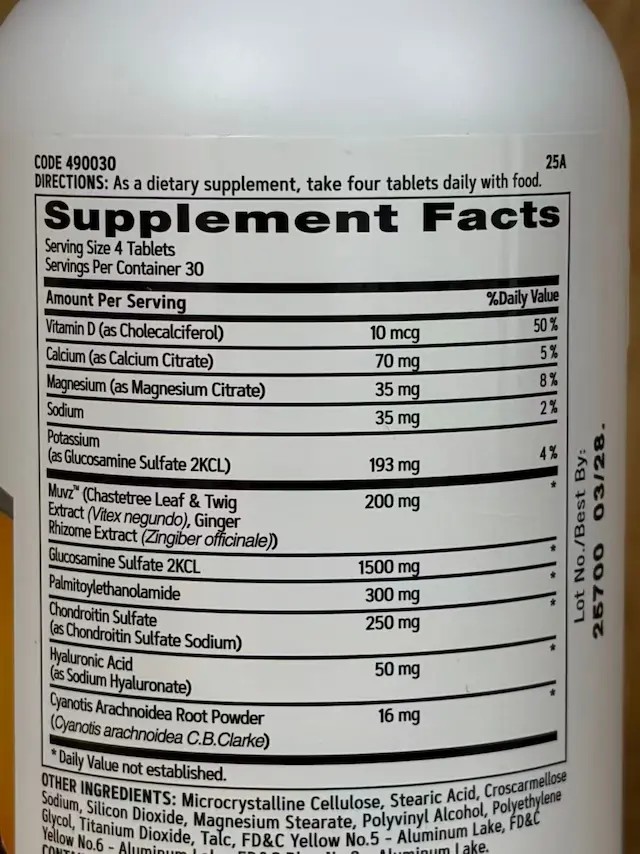 CODE 490030 25A
DIRECTIONS: As a dietary supplement, take four tablets daily with food.
Supplement Facts
Serving Size 4 Tablets
Servings Per Container 30
Amount Per Serving %Daily Value
Vitamin D (as Cholecalciferol) 10 mcg 50%
Calcium (as Calcium Citrate) 70 mg 5%
Magnesium (as Magnesium Citrate) 35 mg 8%
Sodium 35 mg 2%
Potassium
(as Glucosamine Sulfate 2KCL) 193 mg 4%
Muvz™ (Chastetree Leaf & Twig 200 mg *
Extract (Vitex negundo), Ginger
Rhizome Extract (Zingiber officinale))
Glucosamine Sulfate 2KCL 1500 mg *
Palmitoylethanolamide 300 mg *
Chondroitin Sulfate 250 mg *
(as Chondroitin Sulfate Sodium)
Hyaluronic Acid 50 mg *
(as Sodium Hyaluronate)
Cyanotis Arachnoidea Root Powder 16 mg *
(Cyanotis arachnoidea C.B.Clarke)
*Daily Value not established.
OTHER INGREDIENTS: Microcrystalline Cellulose, Stearic Acid, Croscarmellose
Sodium, Silicon Dioxide, Magnesium Stearate, Polyvinyl Alcohol, Polyethylene
Glycol, Titanium Dioxide, Talc, FD&C Yellow No.5 - Aluminum Lake, FD&C
Yellow No.6 - Aluminum Lake.
Lot No./Best By:
25700 03/28.